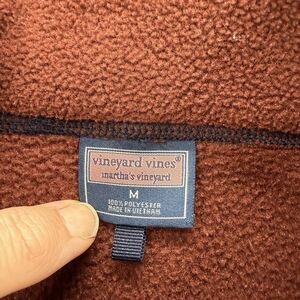 vineyard vines®
martha's vineyard
M
100% POLYESTER
MADE IN VIETNAM